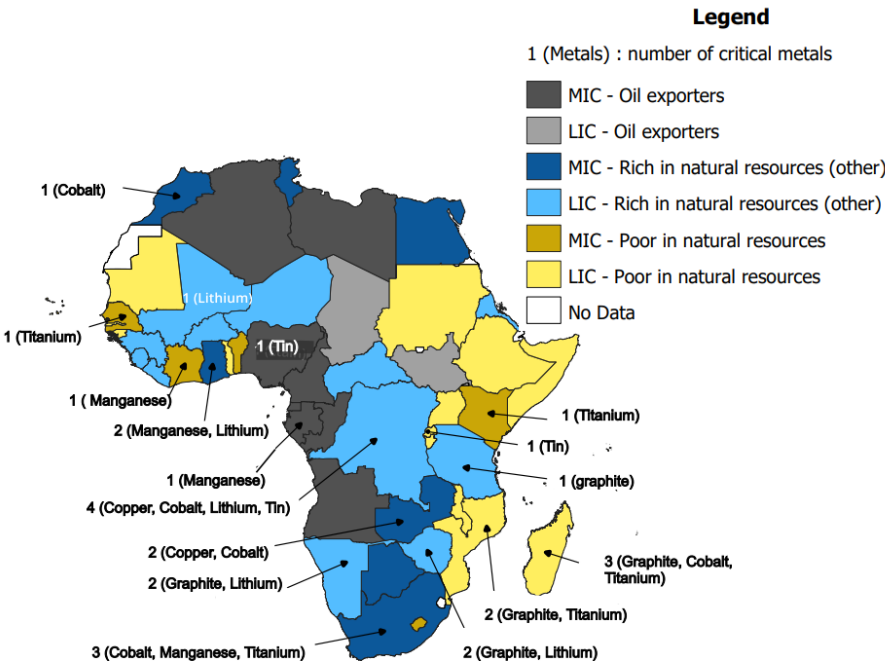 Legend
1 (Metals) : number of critical metals
MIC - Oil exporters
LIC - Oil exporters
MIC - Rich in natural resources (other)
LIC - Rich in natural resources (other)
MIC - Poor in natural resources
LIC - Poor in natural resources
No Data
1 (Cobalt)
1 (Lithium)
1 (Titanium)
1 (Tin)
1 ( Manganese)
2 (Manganese, Lithium)
1 (Titanium)
1 (Tin)
1 (Manganese)
1 (graphite)
4 (Copper, Cobalt, Lithium, Tin)
2 (Copper, Cobalt)
3 (Graphite, Cobalt,
Titanium)
2 (Graphite, Lithium)
2 (Graphite, Titanium)
3 (Cobalt, Manganese, Titanium)
2 (Graphite, Lithium)